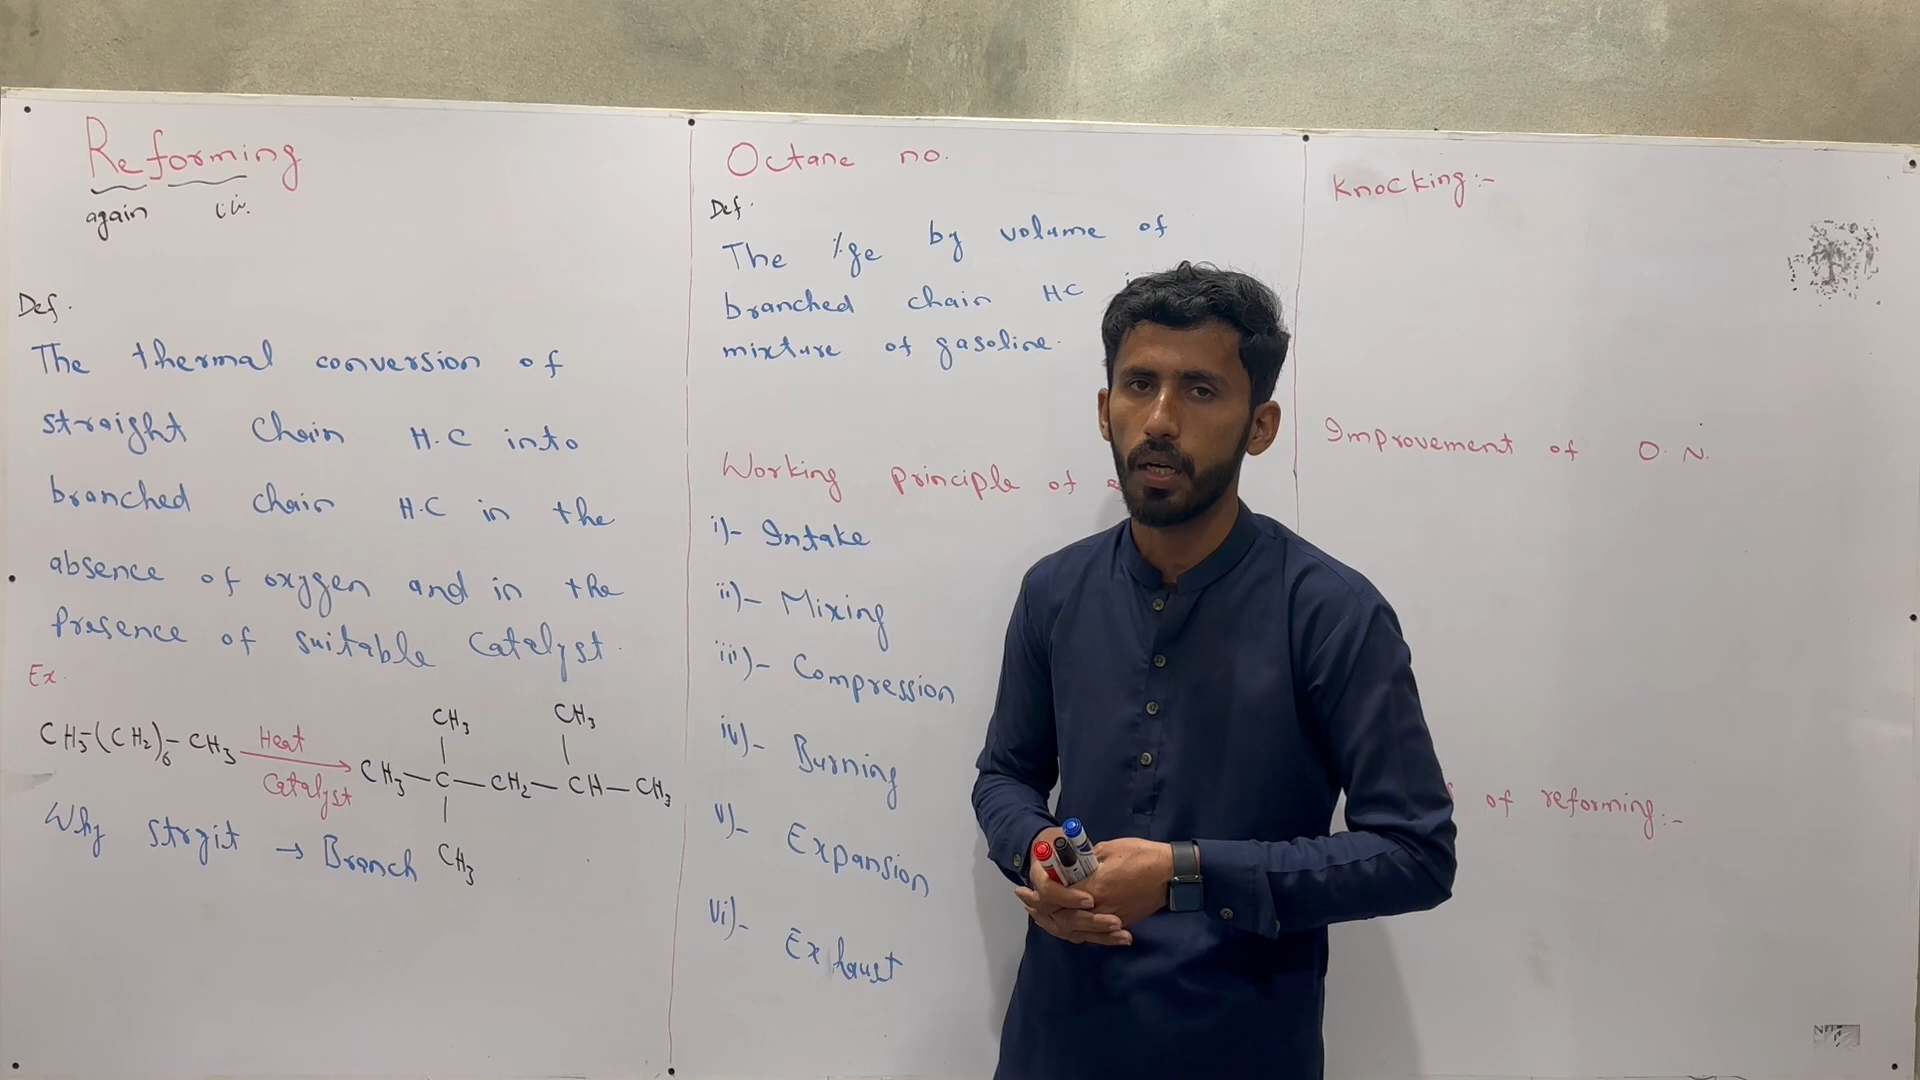 Reforming
again
Def.
The thermal conversion of
straight chain H.C into
branched chain H.C in the
absence of oxygen and in the
Presence of suitable Catalyst.
Ex.
CH₃-(CH₂)₆-CH₃ Heat Catalyst
CH₃ CH₃
CH₃-C-CH₂-CH-CH₃
CH₃
Why Strgit → Branch
Octane no.
Def.
The %ge by volume of
branched chain HC
mixture of gasoline.
Working principle of
i)- Intake
ii)- Mixing
iii)- Compression
iv)- Burning
v)- Expansion
vi)- Exhaust
Knocking:-
Improvement of O.N.
of reforming:-